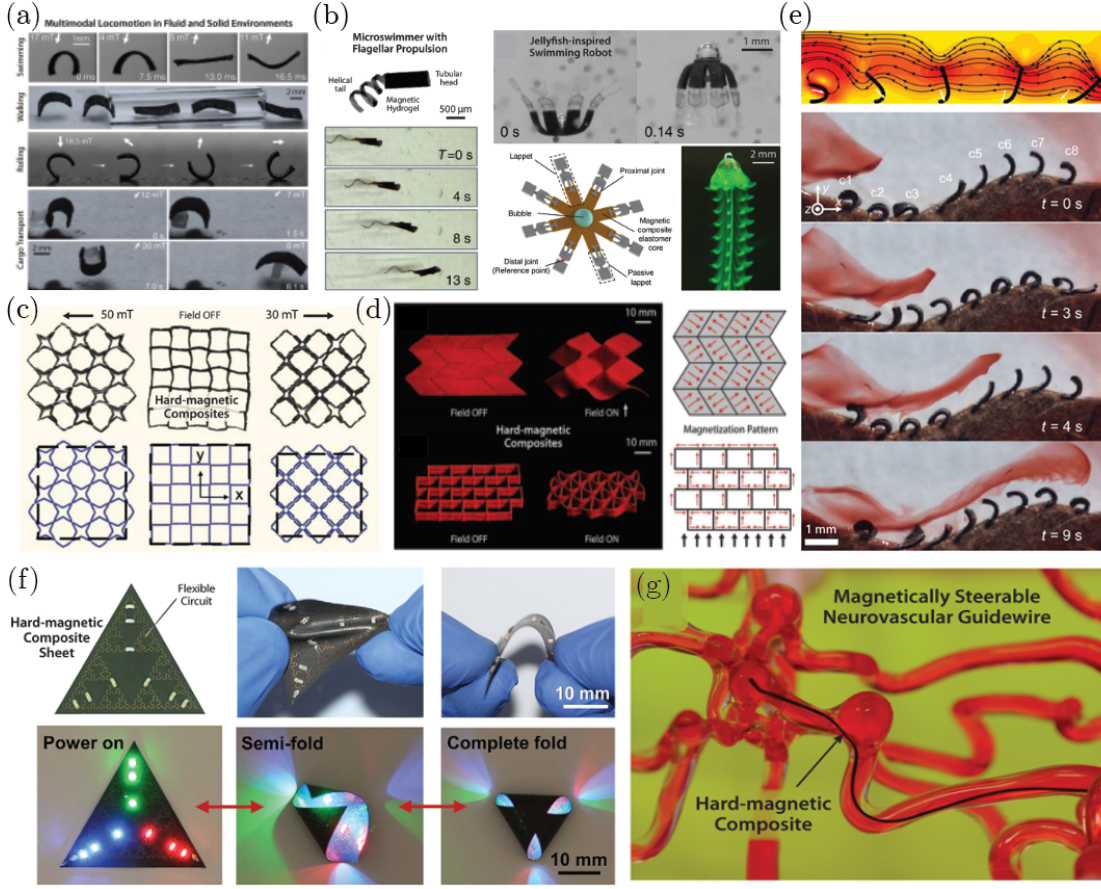 (a)
Multimodal Locomotion in Fluid and Solid Environments
Swimming
17 mT
4 mT
5 mT
11 mT
1mm
0 ms
7.5 ms
13.0 ms
16.5 ms
Walking
2 mm
Rolling
18.5 mT
Cargo Transport
12 mT
7 mT
0 s
1.5 s
2 mm
26 mT
0 mT
7.0 s
8.1 s
(b)
Microswimmer with
Flagellar Propulsion
Helical
tail
Tubular
head
Magnetic
Hydrogel
500 µm
T=0 s
4 s
8 s
13 s
Jellyfish-inspired
Swimming Robot
1 mm
0 s
0.14 s
Lappet
Proximal joint
Bubble
Magnetic
composite
elastomer
core
Distal joint
(Reference point)
Passive
lappet
2 mm
(c)
50 mT
Field OFF
30 mT
Hard-magnetic
Composites
y
x
(d)
10 mm
Field OFF
Field ON
Hard-magnetic
Composites
10 mm
Field OFF
Field ON
Magnetization Pattern
(e)
c1
c2
c3
c4
c5
c6
c7
c8
y
z
x
t = 0 s
t = 3 s
t = 4 s
t = 9 s
1 mm
(f)
Hard-magnetic
Composite
Sheet
Flexible
Circuit
10 mm
Power on
Semi-fold
Complete fold
10 mm
(g)
Magnetically Steerable
Neurovascular Guidewire
Hard-magnetic
Composite